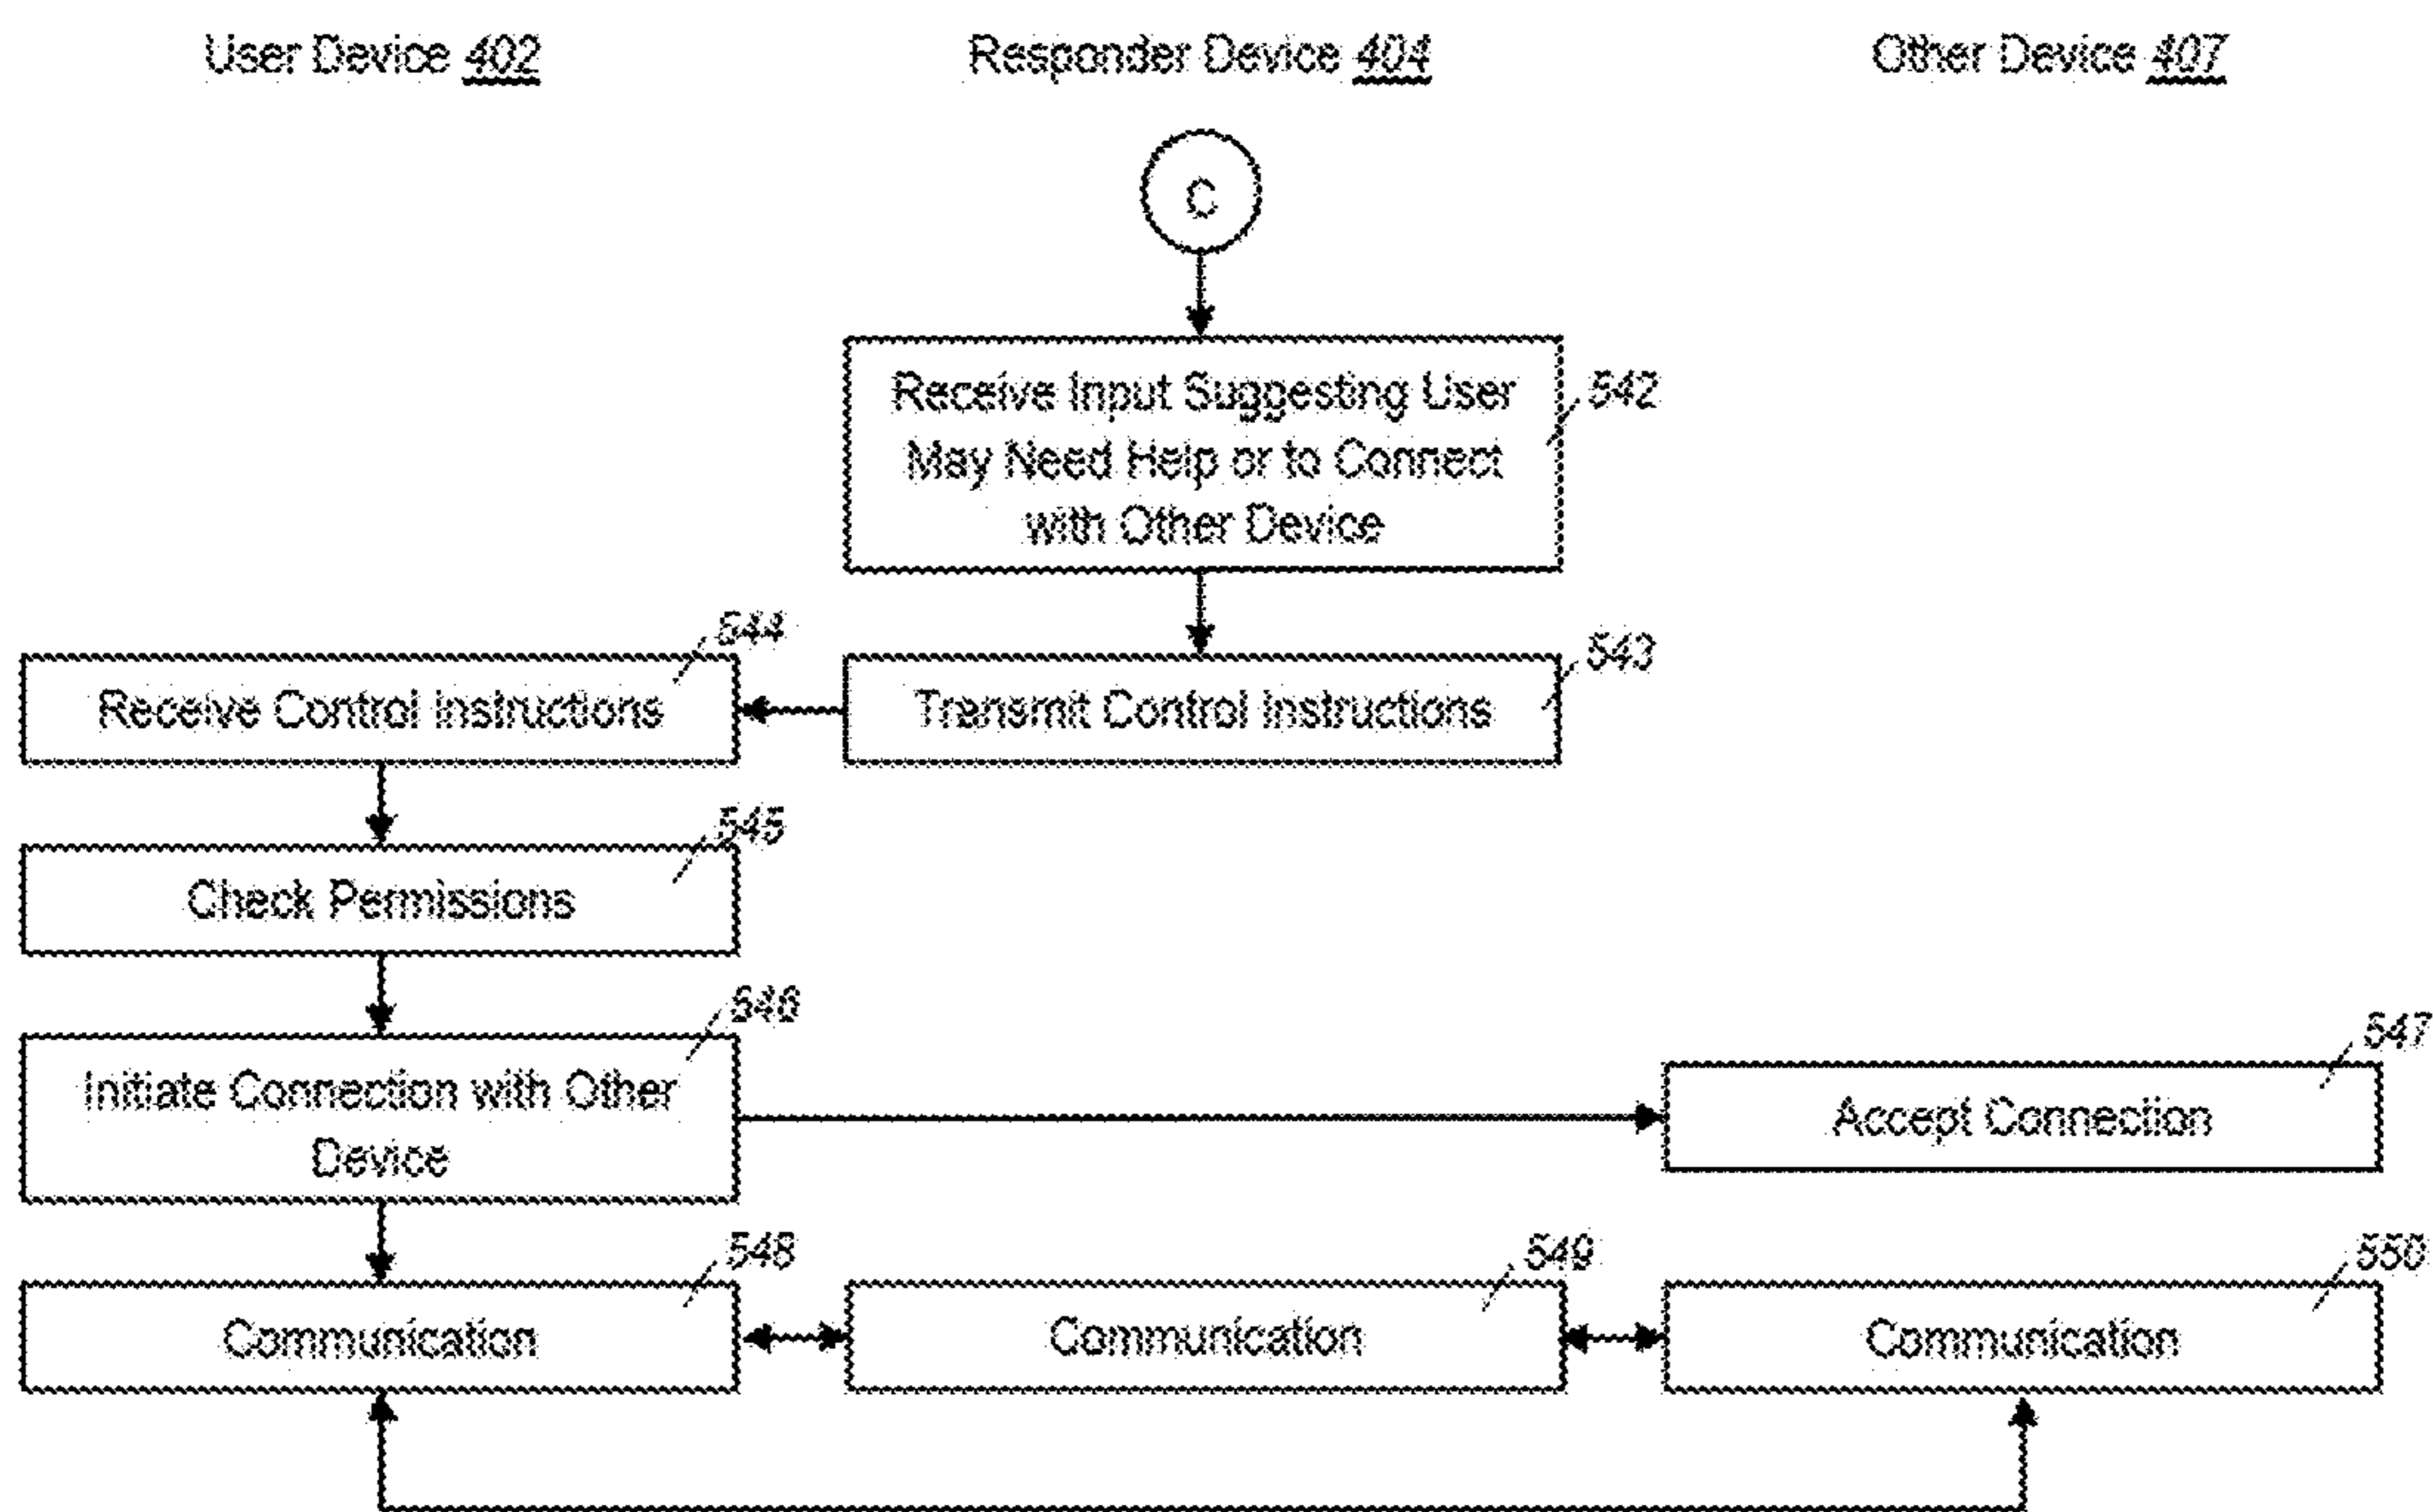 User Device 402
Responder Device 404
Other Device 407
C
Receive Input Suggesting User
May Need Help or to Connect
with Other Device
542
544
543
Receive Control Instructions
Transmit Control Instructions
545
Check Permissions
546
547
Initiate Connection with Other
Device
Accept Connection
548
549
550
Communication
Communication
Communication